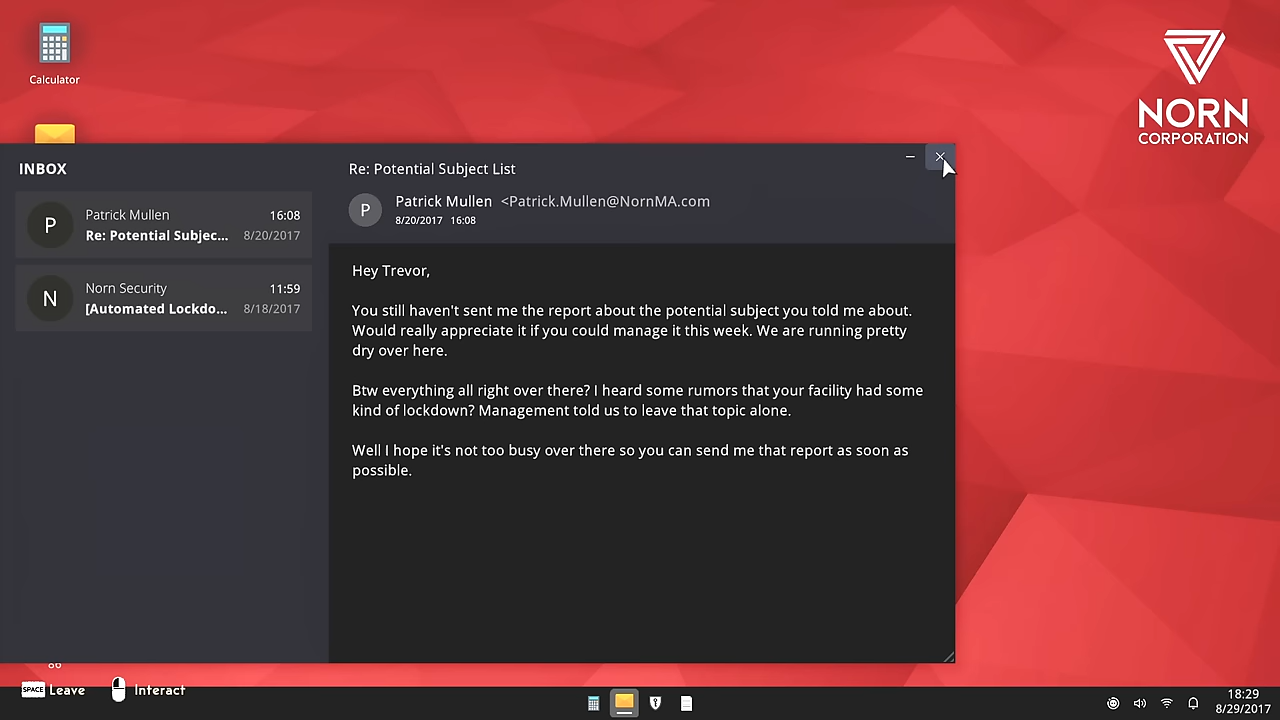 Calculator
NORN
CORPORATION
INBOX
P
Patrick Mullen
16:08
Re: Potential Subjec...
8/20/2017
N
Norn Security
11:59
[Automated Lockdo...
8/18/2017
Re: Potential Subject List
P
Patrick Mullen <Patrick.Mullen@NornMA.com
8/20/2017 16:08
Hey Trevor,
You still haven't sent me the report about the potential subject you told me about.
Would really appreciate it if you could manage it this week. We are running pretty
dry over here.
Btw everything all right over there? I heard some rumors that your facility had some
kind of lockdown? Management told us to leave that topic alone.
Well I hope it's not too busy over there so you can send me that report as soon as
possible.
SPACE Leave
Interact
18:29
8/29/2017